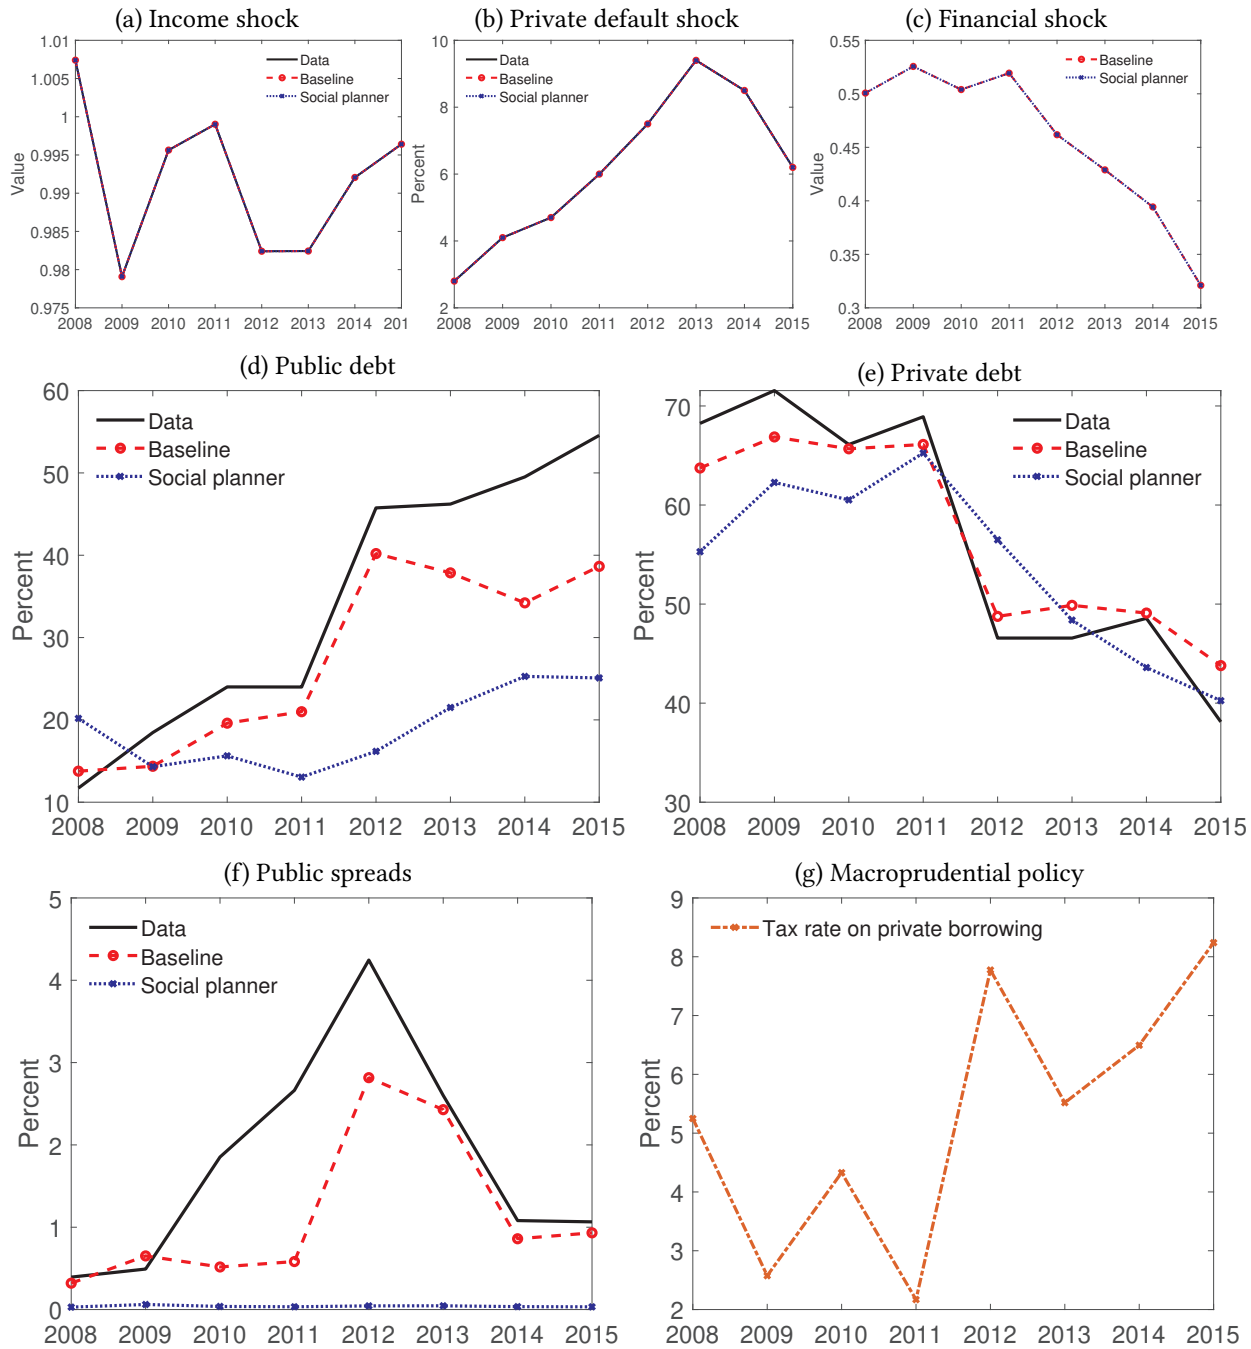 (a) Income shock
1.01
1.005
1
0.995
0.99
0.985
0.98
0.975
Value
Data
Baseline
Social planner
2008 2009 2010 2011 2012 2013 2014 201
(b) Private default shock
10
8
6
4
2
Percent
Data
Baseline
Social planner
2008 2009 2010 2011 2012 2013 2014 2015
(c) Financial shock
0.55
0.5
0.45
0.4
0.35
0.3
Value
Baseline
Social planner
2008 2009 2010 2011 2012 2013 2014 2015
(d) Public debt
60
50
40
30
20
10
Percent
Data
Baseline
Social planner
2008 2009 2010 2011 2012 2013 2014 2015
(e) Private debt
70
60
50
40
30
Percent
Data
Baseline
Social planner
2008 2009 2010 2011 2012 2013 2014 2015
(f) Public spreads
5
4
3
2
1
0
Percent
Data
Baseline
Social planner
2008 2009 2010 2011 2012 2013 2014 2015
(g) Macroprudential policy
9
8
7
6
5
4
3
2
Percent
Tax rate on private borrowing
2008 2009 2010 2011 2012 2013 2014 2015